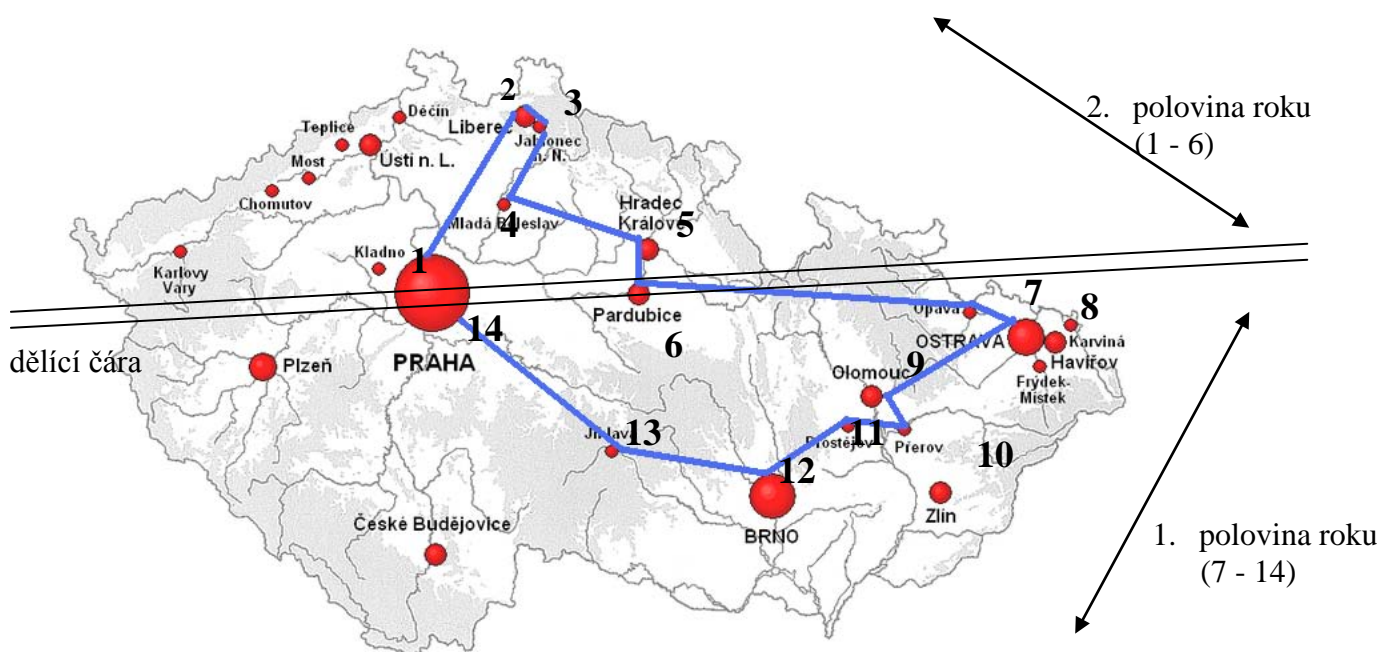 2
3
Děčín
Liberec
Jablonec
n. N.
Teplice
Ústí n. L.
Most
Chomutov
2. polovina roku
(1 - 6)
Hradec
Králové
5
Mladá Boleslav
4
Kladno
1
Karlovy
Vary
7
8
Opava
Pardubice
6
14
OSTRAVA
Karviná
Havířov
Frýdek-
Místek
dělící čára
Plzeň
PRAHA
9
Olomouc
Jihlava
13
Prostějov
11
Přerov
10
12
Zlín
České Budějovice
BRNO
1. polovina roku
(7 - 14)